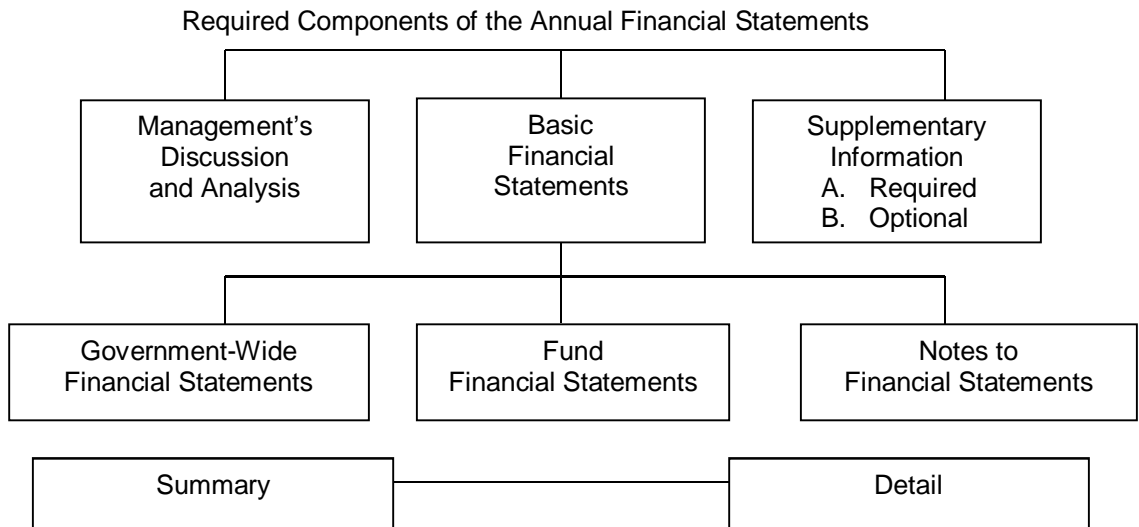 Required Components of the Annual Financial Statements
Management’s
Discussion
and Analysis
Basic
Financial
Statements
Supplementary
Information
A. Required
B. Optional
Government-Wide
Financial Statements
Fund
Financial Statements
Notes to
Financial Statements
Summary
Detail